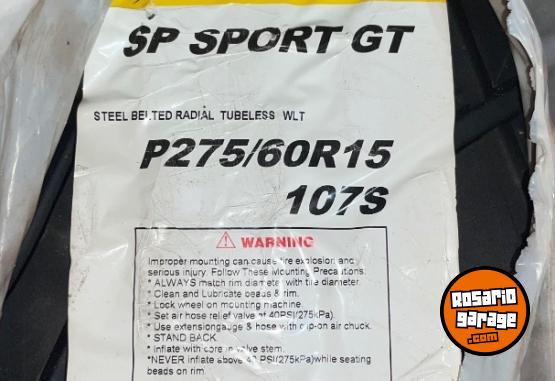 SP SPORT GT
STEEL BELTED RADIAL TUBELESS WLT
P275/60R15
107S
WARNING
Improper mounting can cause tire explosion and
serious injury. Follow These Mounting Precautions:
* ALWAYS match rim diameter with tire diameter.
* Clean and Lubricate beads & rim.
* Lock wheel on mounting machine.
* Set air hose relief valve at 40PSI(275kPa).
* Use extensiongauge & hose with clip-on air chuck.
* STAND BACK
* Inflate with core in valve stem.
*NEVER inflate above 40 PSI(275kPa)while seating
beads on rim.
Rosario
garage
.com